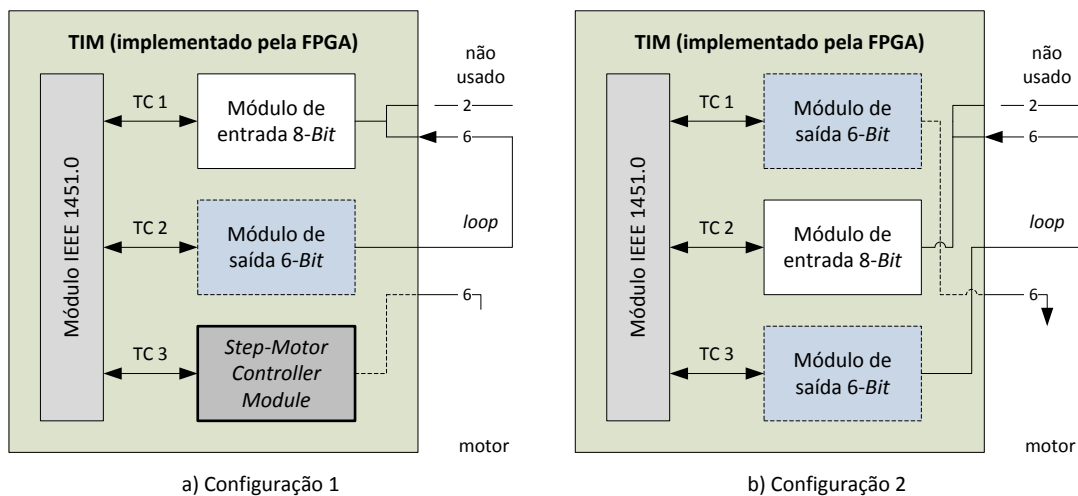 TIM (implementado pela FPGA)
não
usado
Módulo IEEE 1451.0
TC 1
Módulo de
entrada 8-Bit
2
6
TC 2
Módulo de
saída 6-Bit
loop
6
TC 3
Step-Motor
Controller
Module
motor
a) Configuração 1
TIM (implementado pela FPGA)
não
usado
Módulo IEEE 1451.0
TC 1
Módulo de
saída 6-Bit
2
6
TC 2
Módulo de
entrada 8-Bit
loop
6
TC 3
Módulo de
saída 6-Bit
motor
b) Configuração 2